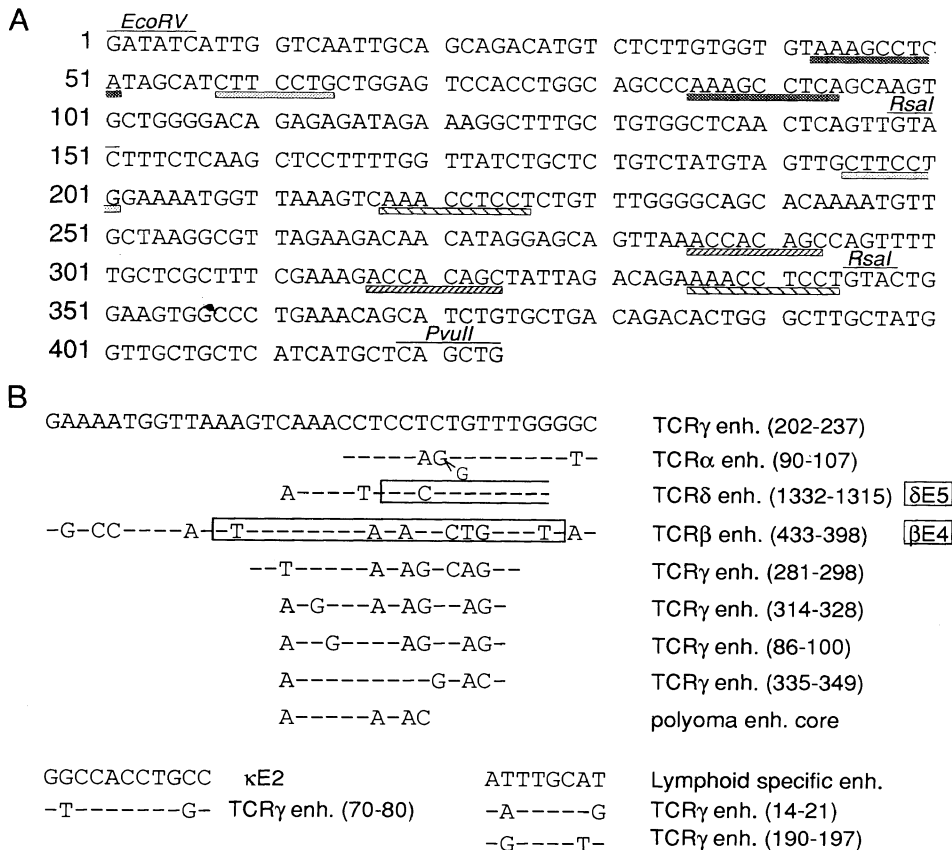 A
EcoRV
1 GATATCATTG GTCAATTGCA GCAGACATGT CTCTTGTGGT GTAAAGCCTC
51 ATAGCATCTT CCTGCTGGAG TCCACCTGGC AGCCCAAAGC CCTCAGCAAGT
RsaI
101 GCTGGGGACA GAGAGATAGA AAGGCTTTGC TGTGGCTCAA CTCAGTTGTA
151 CTTTCTCAAG CTCCTTTTGG TTATCTGCTC TGTCTATGTA GTTGCTTCCT
201 GGAAAATGGT TAAAGTCAAA CCTCCTCTGT TTGGGGCAGC ACAAAATGTT
251 GCTAAGGCGT TAGAAGACAA CATAGGAGCA GTTAAACCAC AGCCAGTTTT
RsaI
301 TGCTCGCTTT CGAAAGACCA CAGCTATTAG ACAGAAAACC TCCTGTACTG
351 GAAGTGGCCC TGAAACAGCA TCTGTGCTGA CAGACACTGG GCTTGCTATG
PvuII
401 GTTGCTGCTC ATCATGCTCA GCTG
B
GAAAATGGTTAAAGTCAAACCTCCTCTGTTTGGGGC TCRγ enh. (202-237)
-----AG---------T- TCRα enh. (90-107)
G
A----T---C-------- TCRδ enh. (1332-1315) δE5
-G-CC----A-T--------A-A--CTG---T-A- TCRβ enh. (433-398) βE4
--T-----A-AG-CAG-- TCRγ enh. (281-298)
A-G---A-AG--AG- TCRγ enh. (314-328)
A--G----AG--AG- TCRγ enh. (86-100)
A---------G-AC- TCRγ enh. (335-349)
A-----A-AC polyoma enh. core
GGCCACCTGCC κE2
-T-------G- TCRγ enh. (70-80)
ATTTGCAT Lymphoid specific enh.
-A-----G TCRγ enh. (14-21)
-G----T- TCRγ enh. (190-197)